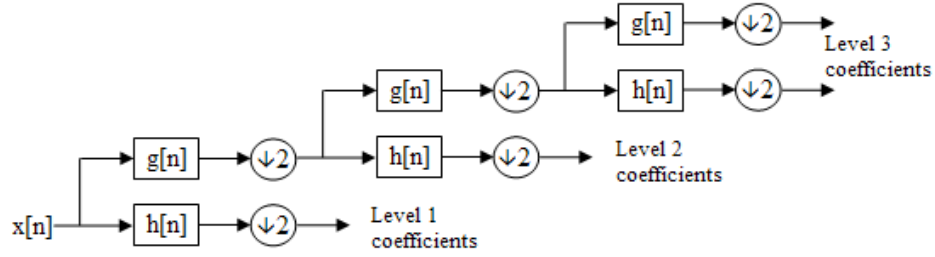 g[n] ↓2
Level 3
coefficients
g[n] ↓2 h[n] ↓2
g[n] ↓2 h[n] ↓2
Level 2
coefficients
x[n] h[n] ↓2
Level 1
coefficients